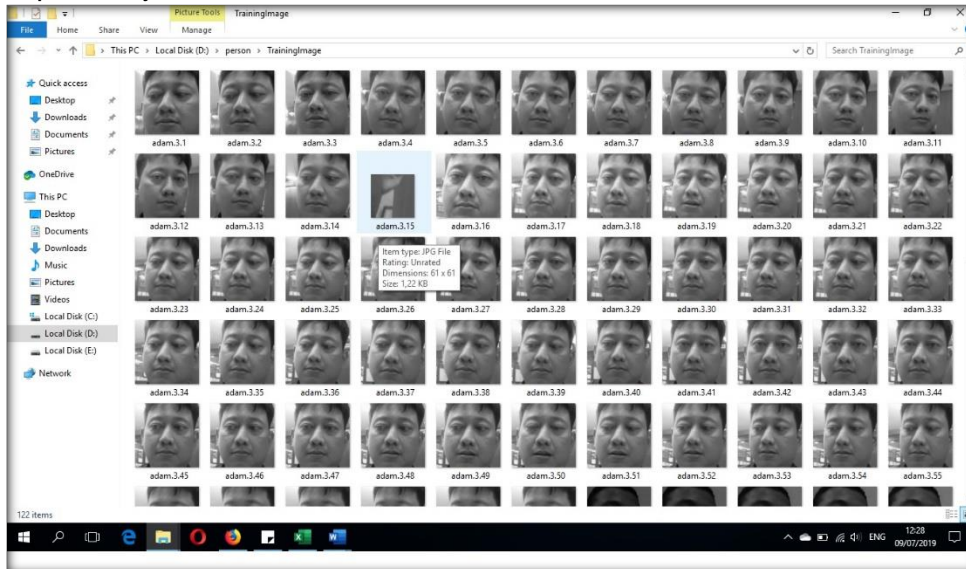 Picture Tools TrainingImage
File Home Share View Manage
This PC > Local Disk (D:) > person > TrainingImage
Search TrainingImage
Quick access
Desktop
Downloads
Documents
Pictures
OneDrive
This PC
Desktop
Documents
Downloads
Music
Pictures
Videos
Local Disk (C:)
Local Disk (D:)
Local Disk (E:)
Network
adam.3.1 adam.3.2 adam.3.3 adam.3.4 adam.3.5 adam.3.6 adam.3.7 adam.3.8 adam.3.9 adam.3.10 adam.3.11
adam.3.12 adam.3.13 adam.3.14 adam.3.15 adam.3.16 adam.3.17 adam.3.18 adam.3.19 adam.3.20 adam.3.21 adam.3.22
Item type: JPG File
Rating: Unrated
Dimensions: 61 x 61
Size: 1,22 KB
adam.3.23 adam.3.24 adam.3.25 adam.3.26 adam.3.27 adam.3.28 adam.3.29 adam.3.30 adam.3.31 adam.3.32 adam.3.33
adam.3.34 adam.3.35 adam.3.36 adam.3.37 adam.3.38 adam.3.39 adam.3.40 adam.3.41 adam.3.42 adam.3.43 adam.3.44
adam.3.45 adam.3.46 adam.3.47 adam.3.48 adam.3.49 adam.3.50 adam.3.51 adam.3.52 adam.3.53 adam.3.54 adam.3.55
122 items
ENG
12:28
09/07/2019